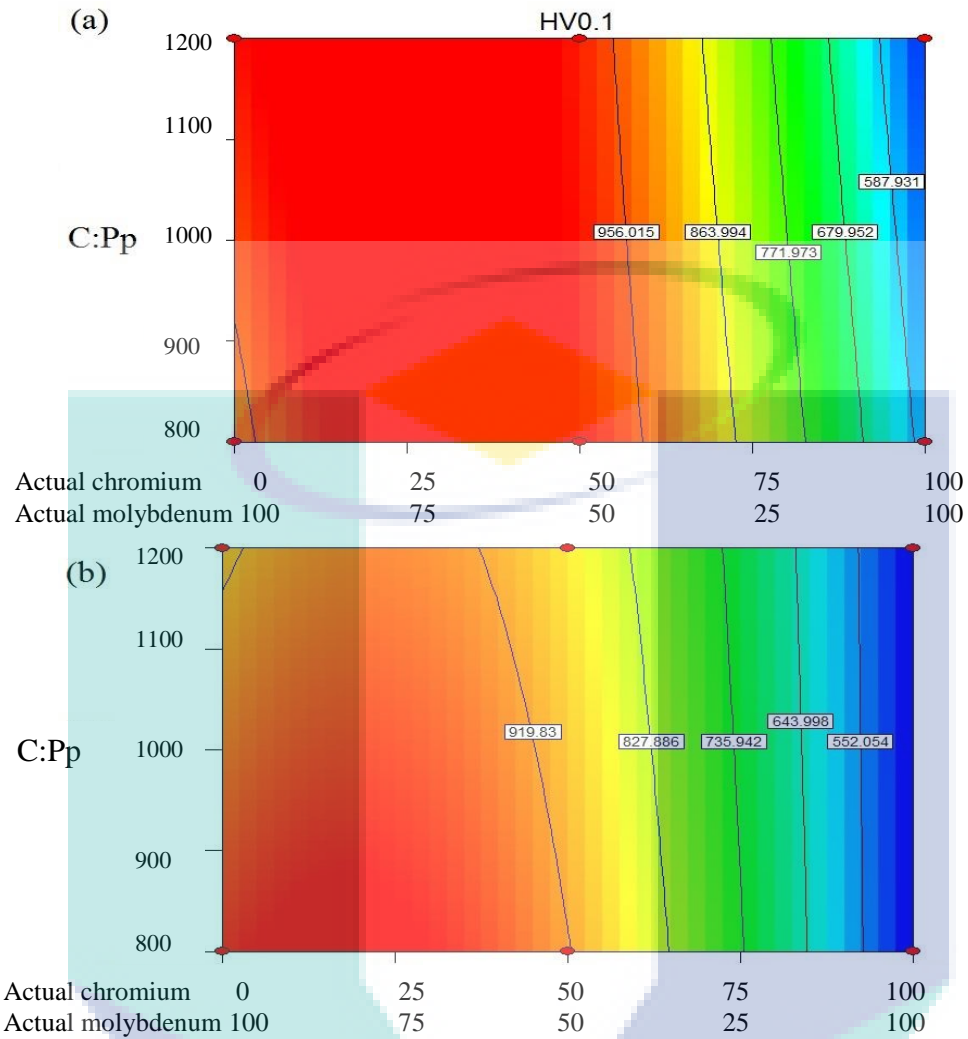 (a)
HV0.1
1200
1100
C:Pp
1000
900
800
956.015 863.994 771.973 679.952 587.931
Actual chromium 0 25 50 75 100
Actual molybdenum 100 75 50 25 100
(b)
1200
1100
C:Pp
1000
900
800
919.83 827.886 735.942 643.998 552.054
Actual chromium 0 25 50 75 100
Actual molybdenum 100 75 50 25 100